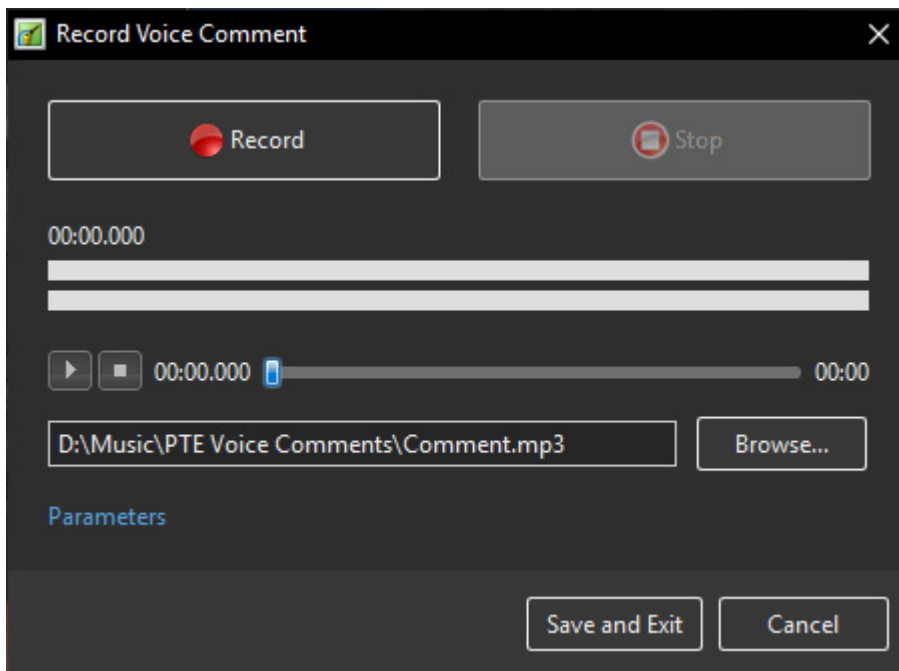 Record Voice Comment
Record
Stop
00:00.000
00:00.000
00:00
D:\Music\PTE Voice Comments\Comment.mp3
Browse...
Parameters
Save and Exit
Cancel